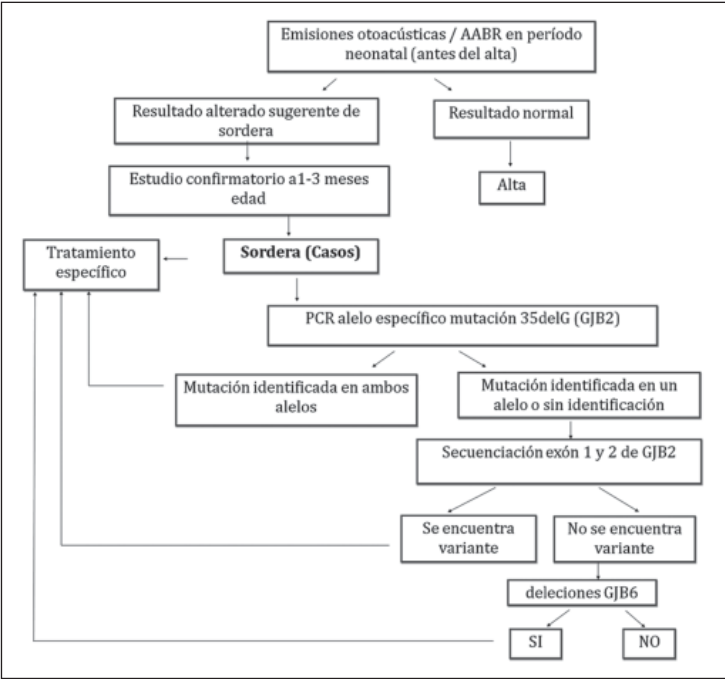 Emisiones otoacústicas / AABR en período
neonatal (antes del alta)
Resultado alterado sugerente de
sordera
Resultado normal
Estudio confirmatorio a1-3 meses
edad
Alta
Tratamiento
específico
Sordera (Casos)
PCR alelo específico mutación 35delG (GJB2)
Mutación identificada en ambos
alelos
Mutación identificada en un
alelo o sin identificación
Secuenciación exón 1 y 2 de GJB2
Se encuentra
variante
No se encuentra
variante
deleciones GJB6
SI
NO